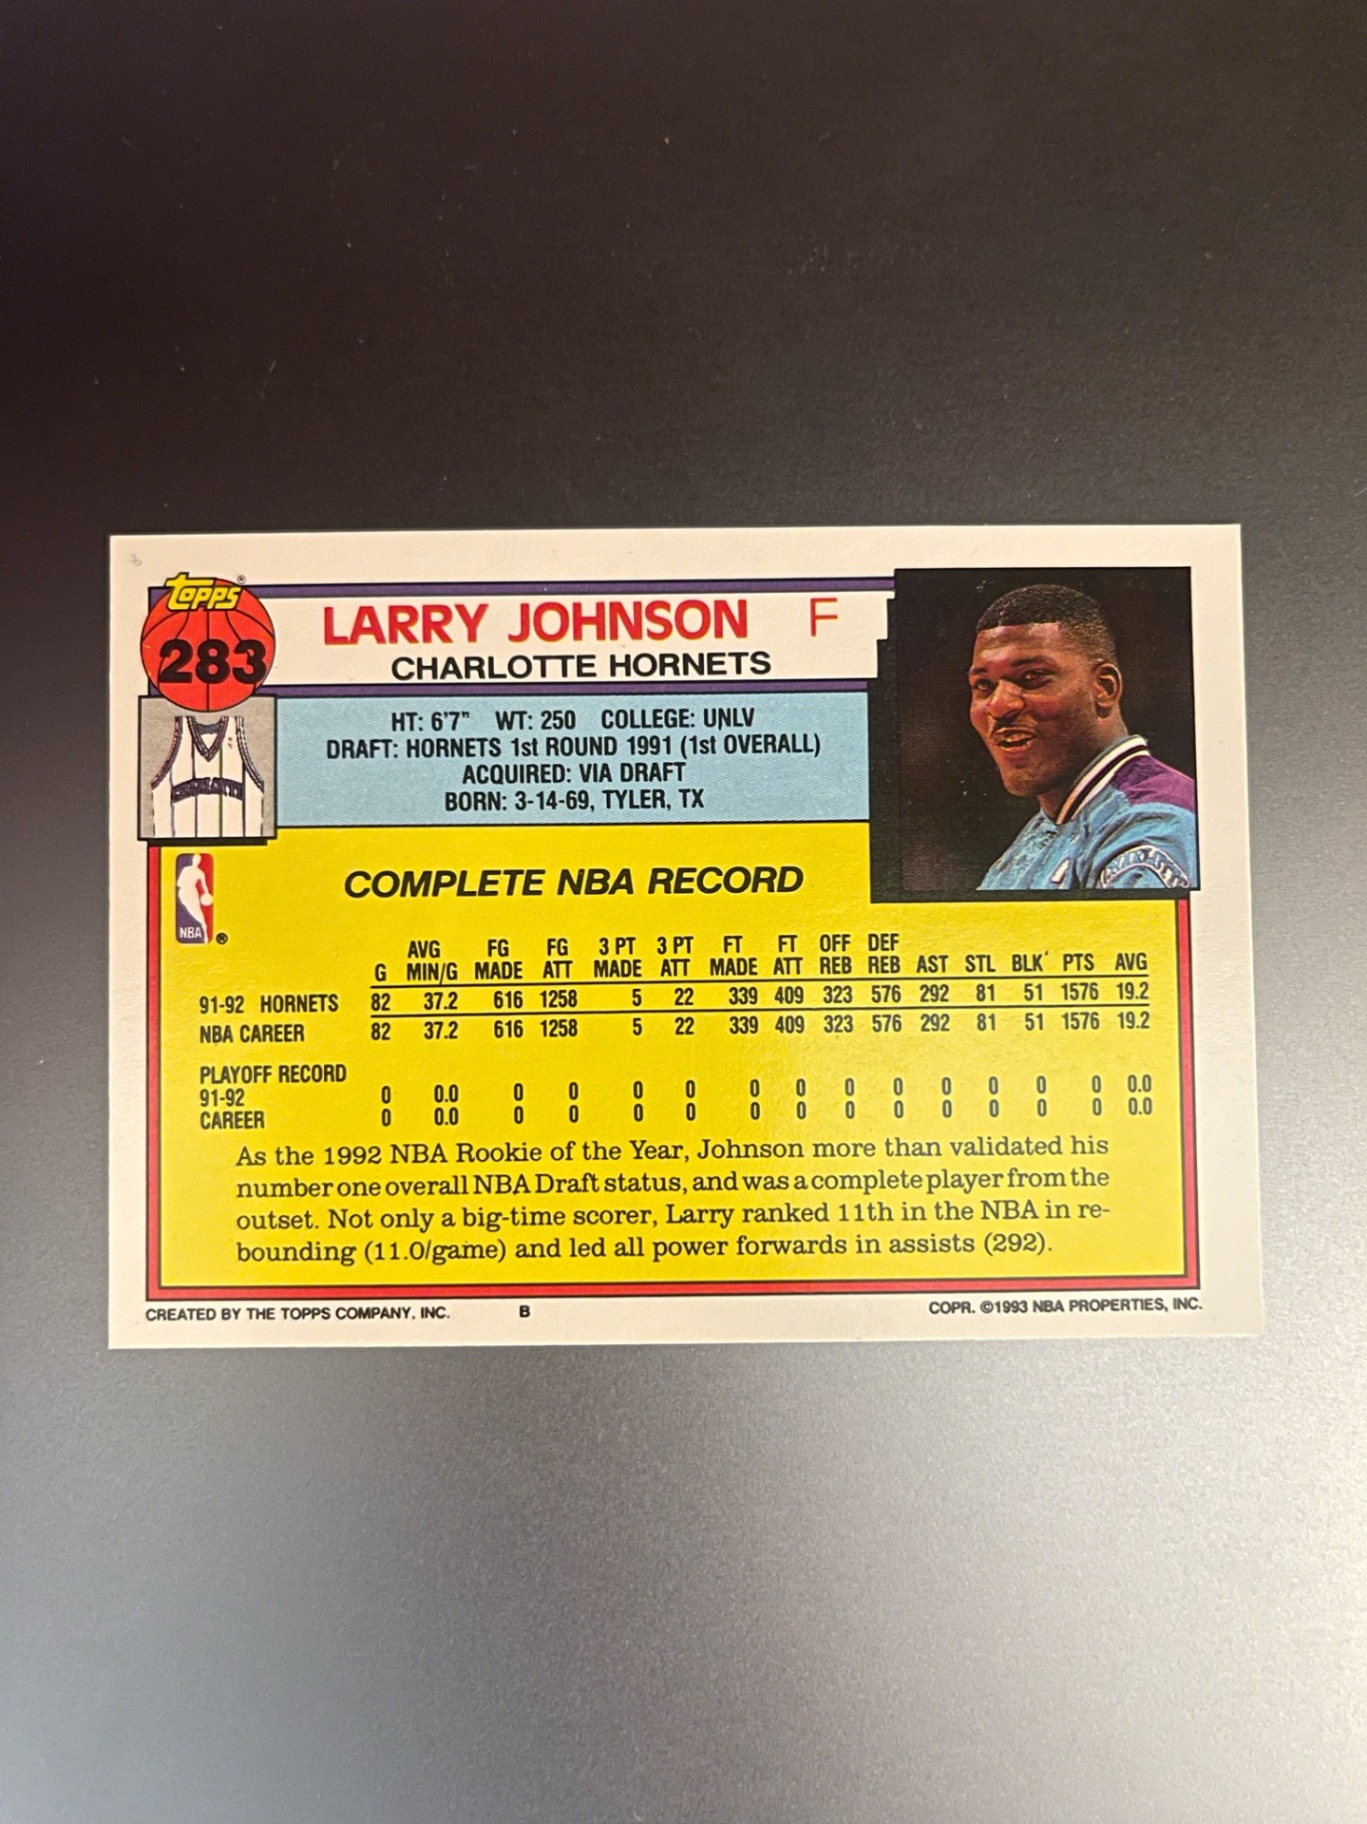 topps®
283
LARRY JOHNSON F
CHARLOTTE HORNETS
HT: 6'7" WT: 250 COLLEGE: UNLV
DRAFT: HORNETS 1st ROUND 1991 (1st OVERALL)
ACQUIRED: VIA DRAFT
BORN: 3-14-69, TYLER, TX
CHARLOTTE
NBA ®
COMPLETE NBA RECORD
AVG FG FG 3 PT 3 PT FT FT OFF DEF
G MIN/G MADE ATT MADE ATT MADE ATT REB REB AST STL BLK PTS AVG
91-92 HORNETS 82 37.2 616 1258 5 22 339 409 323 576 292 81 51 1576 19.2
NBA CAREER 82 37.2 616 1258 5 22 339 409 323 576 292 81 51 1576 19.2
PLAYOFF RECORD
91-92 0 0.0 0 0 0 0 0 0 0 0 0 0 0 0 0.0
CAREER 0 0.0 0 0 0 0 0 0 0 0 0 0 0 0 0.0
As the 1992 NBA Rookie of the Year, Johnson more than validated his
number one overall NBA Draft status, and was a complete player from the
outset. Not only a big-time scorer, Larry ranked 11th in the NBA in re-
bounding (11.0/game) and led all power forwards in assists (292).
CREATED BY THE TOPPS COMPANY, INC. B COPR. ©1993 NBA PROPERTIES, INC.